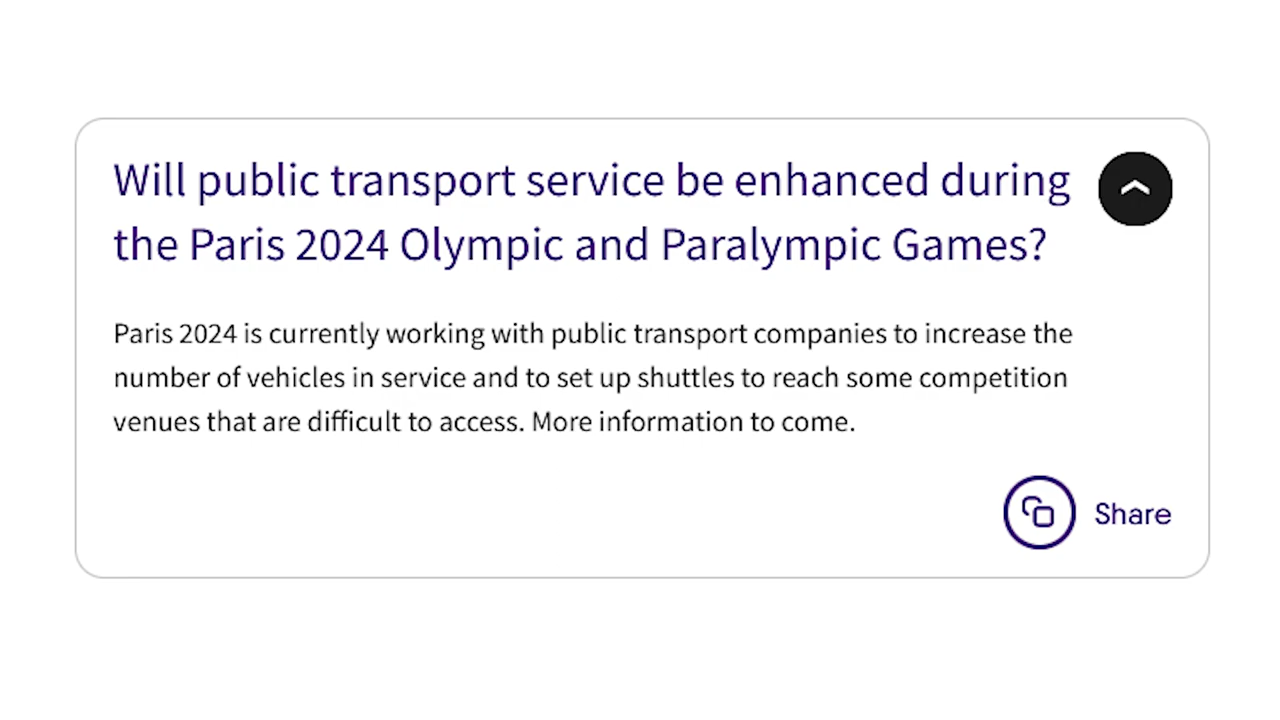 Will public transport service be enhanced during
the Paris 2024 Olympic and Paralympic Games?
Paris 2024 is currently working with public transport companies to increase the
number of vehicles in service and to set up shuttles to reach some competition
venues that are difficult to access. More information to come.
Share